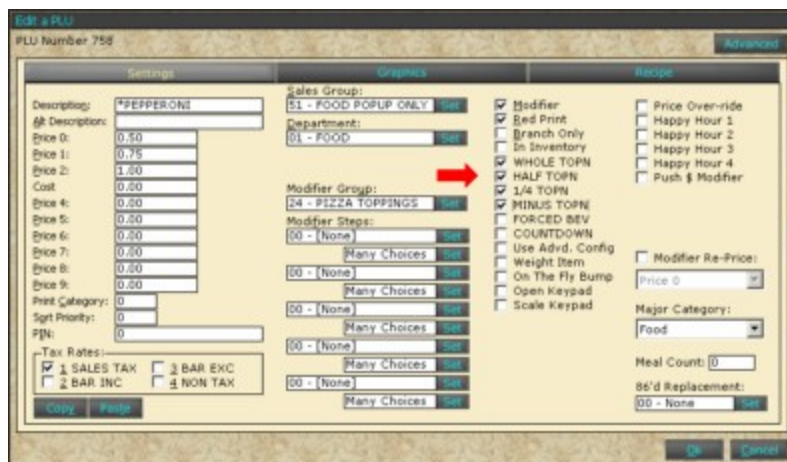 Edit a PLU
PLU Number 758
Advanced
Settings Graphics Recipe
Description: *PEPPERONI
Alt Description:
Price 0: 0.50
Price 1: 0.75
Price 2: 1.00
Cost 0.00
Price 4: 0.00
Price 5: 0.00
Price 6: 0.00
Price 7: 0.00
Price 8: 0.00
Price 9: 0.00
Print Category: 0
Sort Priority: 0
PIN: 0
Tax Rates:
1 SALES TAX 3 BAR EXC
2 BAR INC 4 NON TAX
Copy Paste
Sales Group:
51 - FOOD POPUP ONLY Set
Department:
01 - FOOD Set
Modifier Group:
24 - PIZZA TOPPINGS Set
Modifier Steps:
00 - [None] Set
Many Choices Set
00 - [None] Set
Many Choices Set
00 - [None] Set
Many Choices Set
00 - [None] Set
Many Choices Set
00 - [None] Set
Many Choices Set
Modifier
Red Print
Branch Only
In Inventory
WHOLE TOPN
HALF TOPN
1/4 TOPN
MINUS TOPN
FORCED BEV
COUNTDOWN
Use Advd. Config
Weight Item
On The Fly Bump
Open Keypad
Scale Keypad
Price Over-ride
Happy Hour 1
Happy Hour 2
Happy Hour 3
Happy Hour 4
Push $ Modifier
Modifier Re-Price:
Price 0
Major Category:
Food
Meal Count: 0
86'd Replacement:
00 - None Set
Ok Cancel